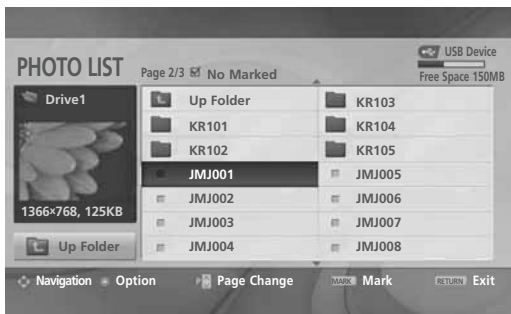 PHOTO LIST
Page 2/3 No Marked
USB Device
Free Space 150MB
Drive1
1366×768, 125KB
Up Folder
Up Folder
KR101
KR102
JMJ001
JMJ002
JMJ003
JMJ004
KR103
KR104
KR105
JMJ005
JMJ006
JMJ007
JMJ008
Navigation Option P Page Change MARK Mark RETURN Exit